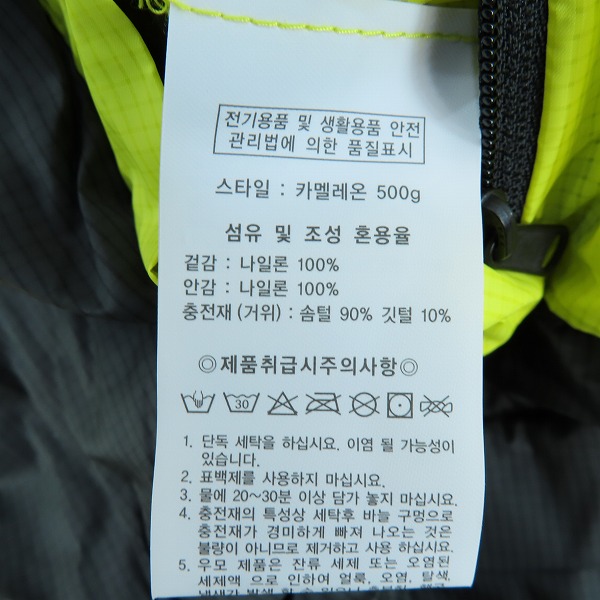 전기용품 및 생활용품 안전
관리법에 의한 품질표시
스타일 : 카멜레온 500g
섬유 및 조성 혼용율
겉감 : 나일론 100%
안감 : 나일론 100%
충전재 (거위) : 솜털 90% 깃털 10%
◎제품취급시주의사항◎
30
1. 단독 세탁을 하십시요. 이염 될 가능성이
있습니다.
2. 표백제를 사용하지 마십시요.
3. 물에 20~30분 이상 담가 놓지 마십시요.
4. 충전재의 특성상 세탁후 바늘 구멍으로
충전재가 경미하게 빠져 나오는 것은
불량이 아니므로 제거하고 사용 하십시요.
5. 우모 제품은 잔류 세제 또는 오염된
세제액 으로 인하여 얼룩, 오염, 탈색,